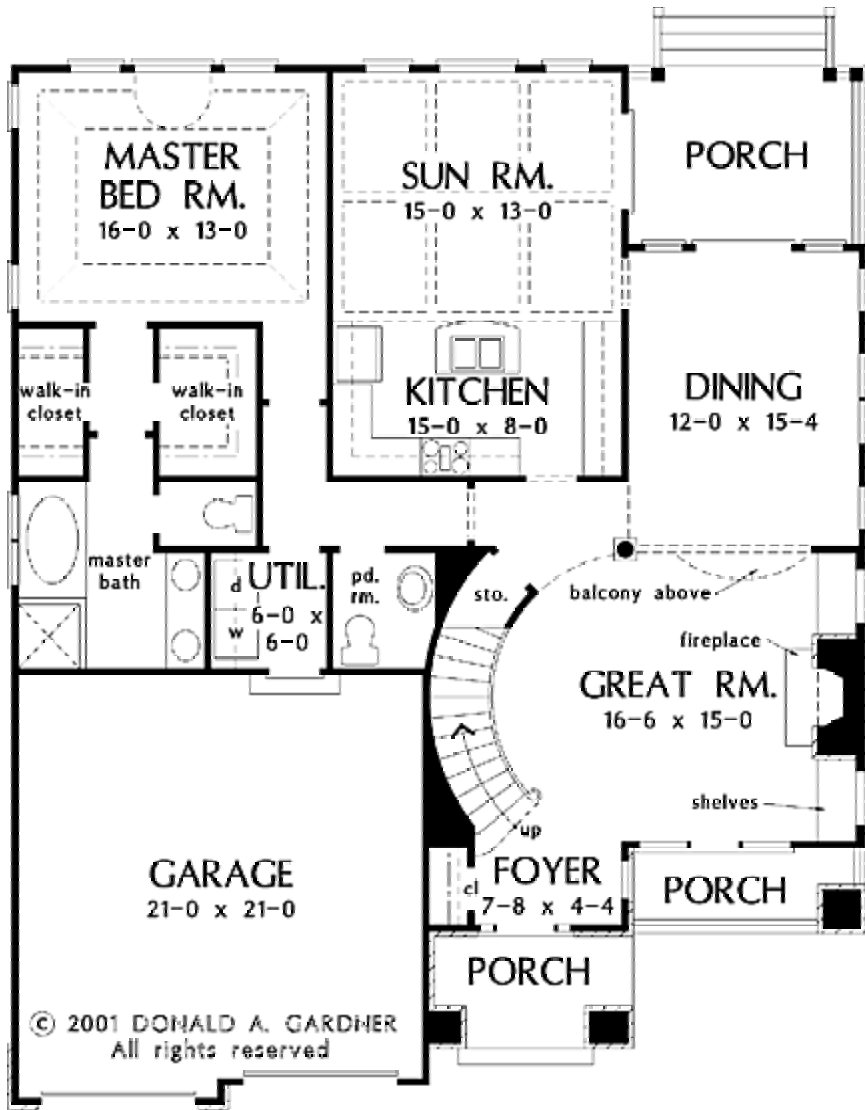 MASTER
BED RM.
16-0 x 13-0
SUN RM.
15-0 x 13-0
PORCH
walk-in
closet
walk-in
closet
KITCHEN
15-0 x 8-0
DINING
12-0 x 15-4
master
bath
d
w
UTIL.
6-0 x
6-0
pd.
rm.
sto.
balcony above
fireplace
GREAT RM.
16-6 x 15-0
shelves
up
GARAGE
21-0 x 21-0
cl
FOYER
7-8 x 4-4
PORCH
PORCH
© 2001 DONALD A. GARDNER
All rights reserved